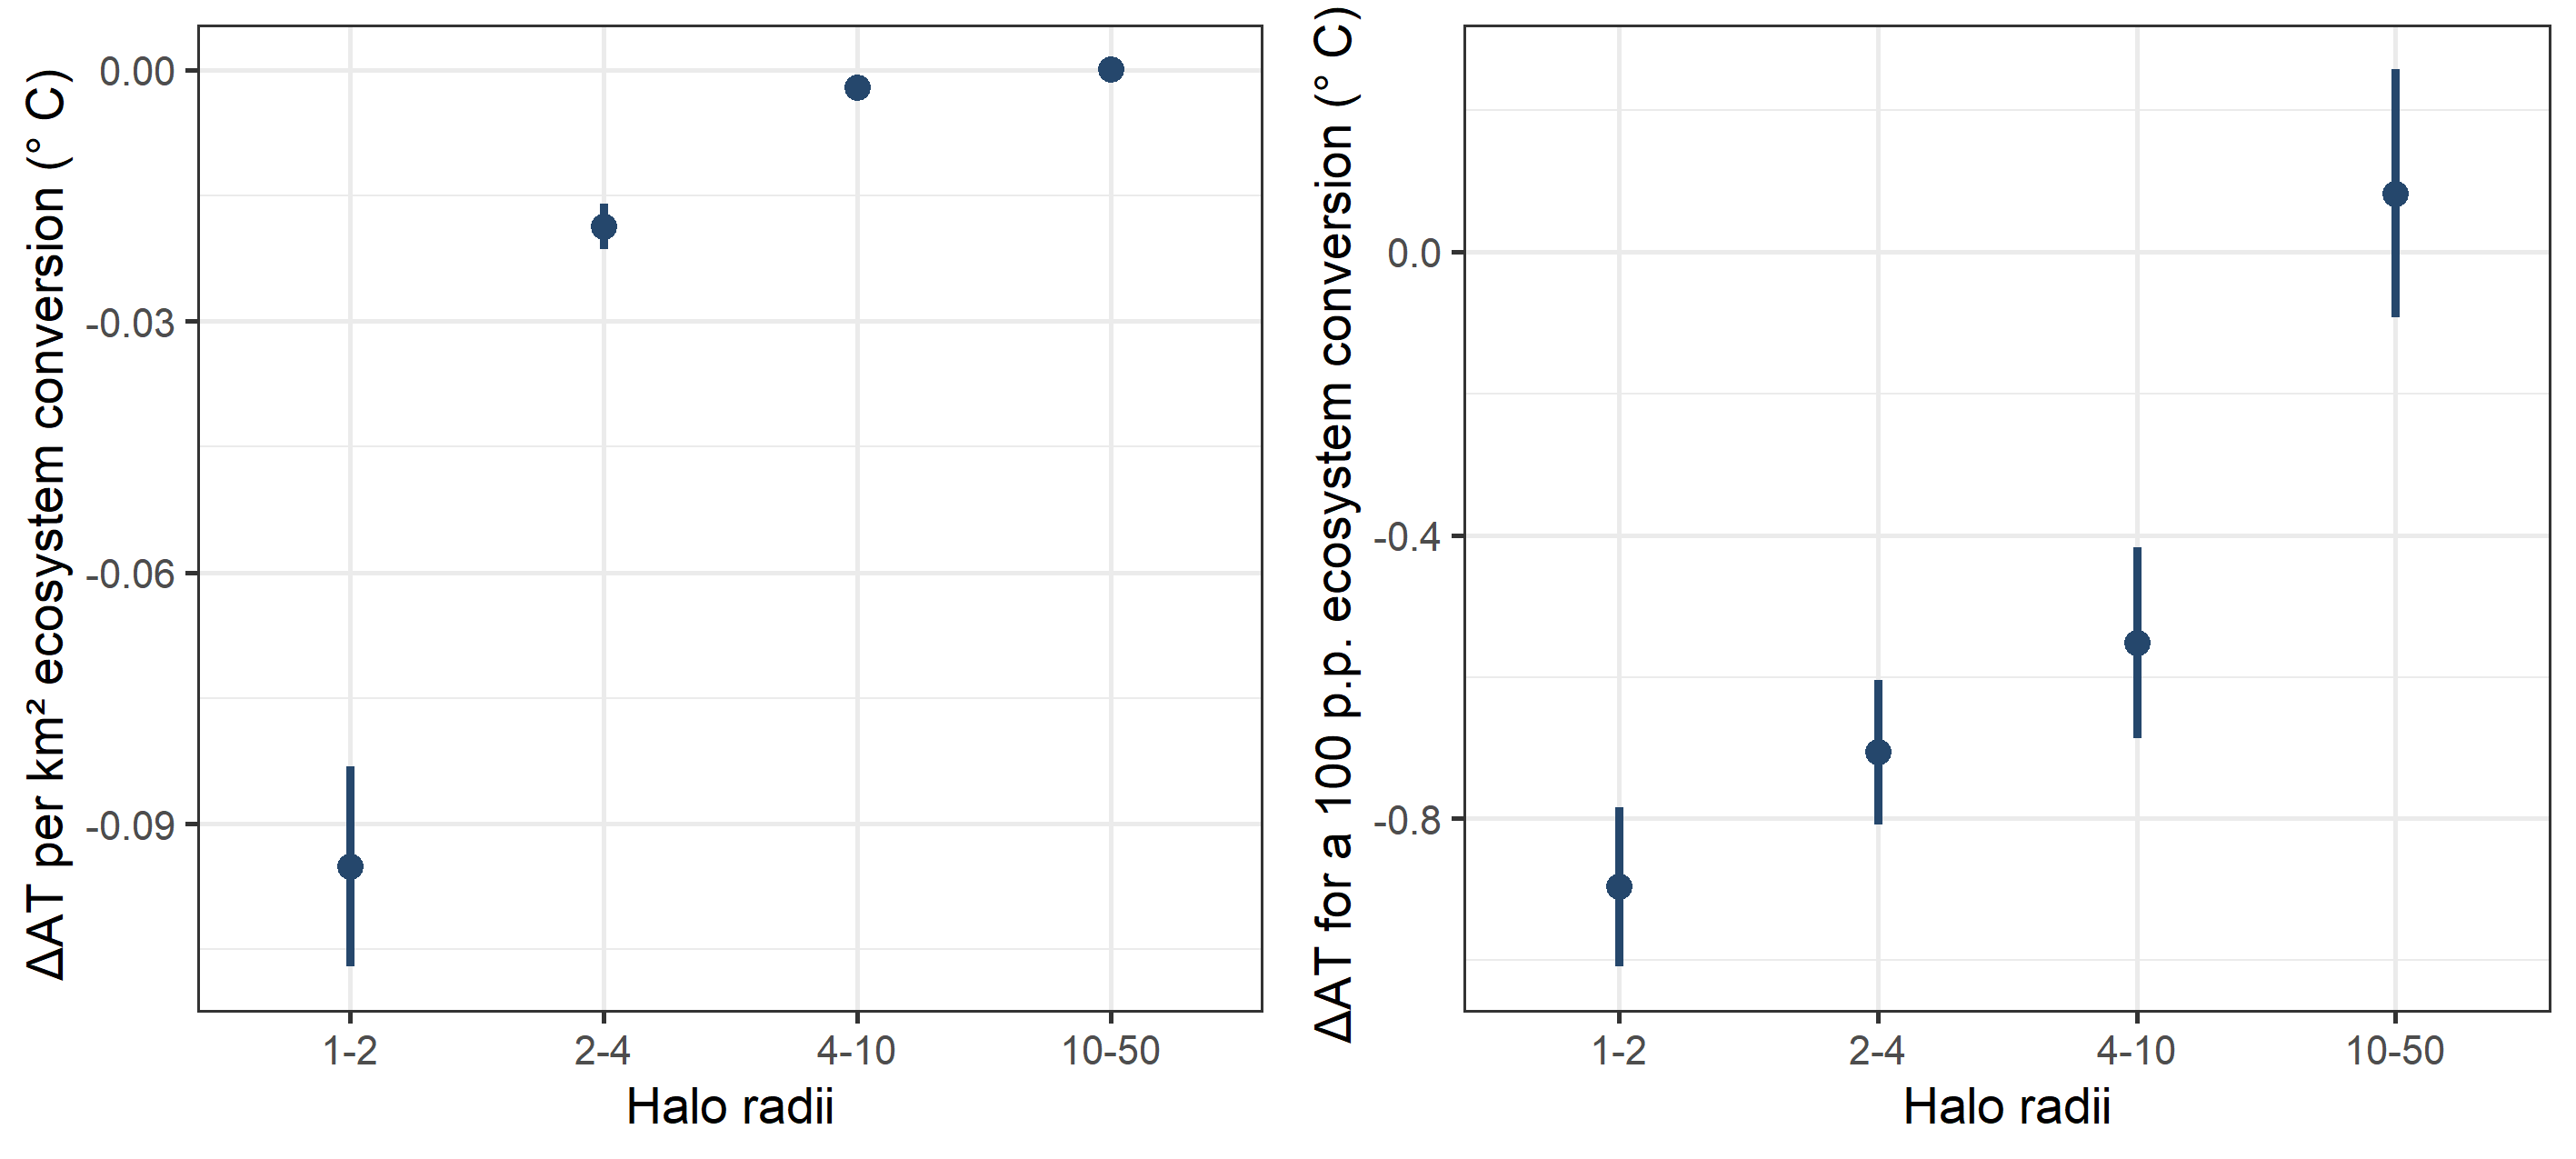 ΔAT per km² ecosystem conversion (° C)
0.00
-0.03
-0.06
-0.09
1-2 2-4 4-10 10-50
Halo radii
ΔAT for a 100 p.p. ecosystem conversion (° C)
0.0
-0.4
-0.8
1-2 2-4 4-10 10-50
Halo radii